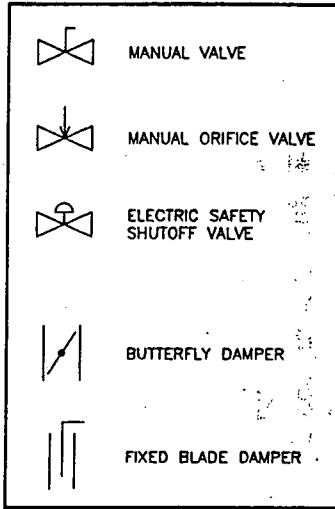 MANUAL VALVE
MANUAL ORIFICE VALVE
ELECTRIC SAFETY
SHUTOFF VALVE
BUTTERFLY DAMPER
FIXED BLADE DAMPER